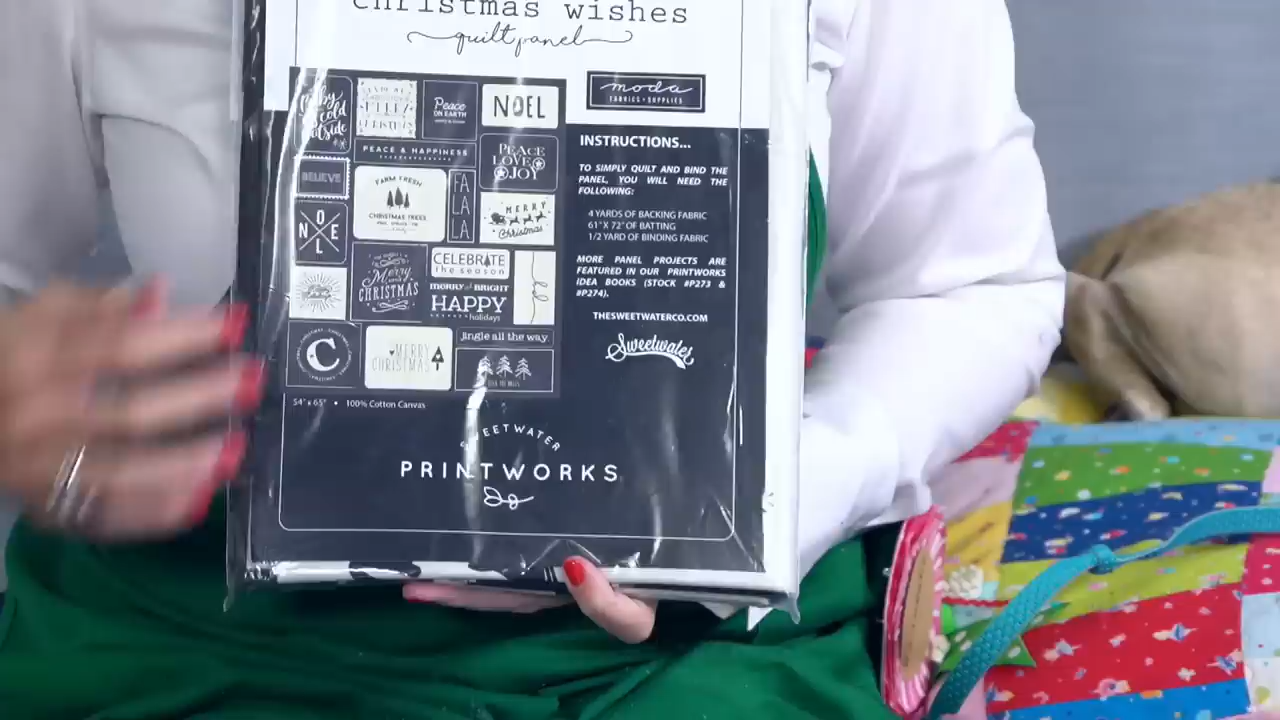 christmas wishes
quilt panel
moda
FABRICS + SUPPLIES
baby
cold
outside
Peace
ON EARTH
NOEL
PEACE & HAPPINESS
PEACE
LOVE
JOY
BELIEVE
FARM FRESH
CHRISTMAS TREES
FA
LA
LA
MERRY
Christmas
O
N E
L
Merry
CHRISTMAS
CELEBRATE
the season
MERRY & BRIGHT
HAPPY
holidays
C
MERRY
CHRISTMAS
jingle all the way.
54" x 65" • 100% Cotton Canvas
INSTRUCTIONS...
TO SIMPLY QUILT AND BIND THE
PANEL, YOU WILL NEED THE
FOLLOWING:
4 YARDS OF BACKING FABRIC
61" X 72" OF BATTING
1/2 YARD OF BINDING FABRIC
MORE PANEL PROJECTS ARE
FEATURED IN OUR PRINTWORKS
IDEA BOOKS (STOCK #P273 &
#P274).
THESWEETWATERCO.COM
Sweetwater
SWEETWATER
PRINTWORKS